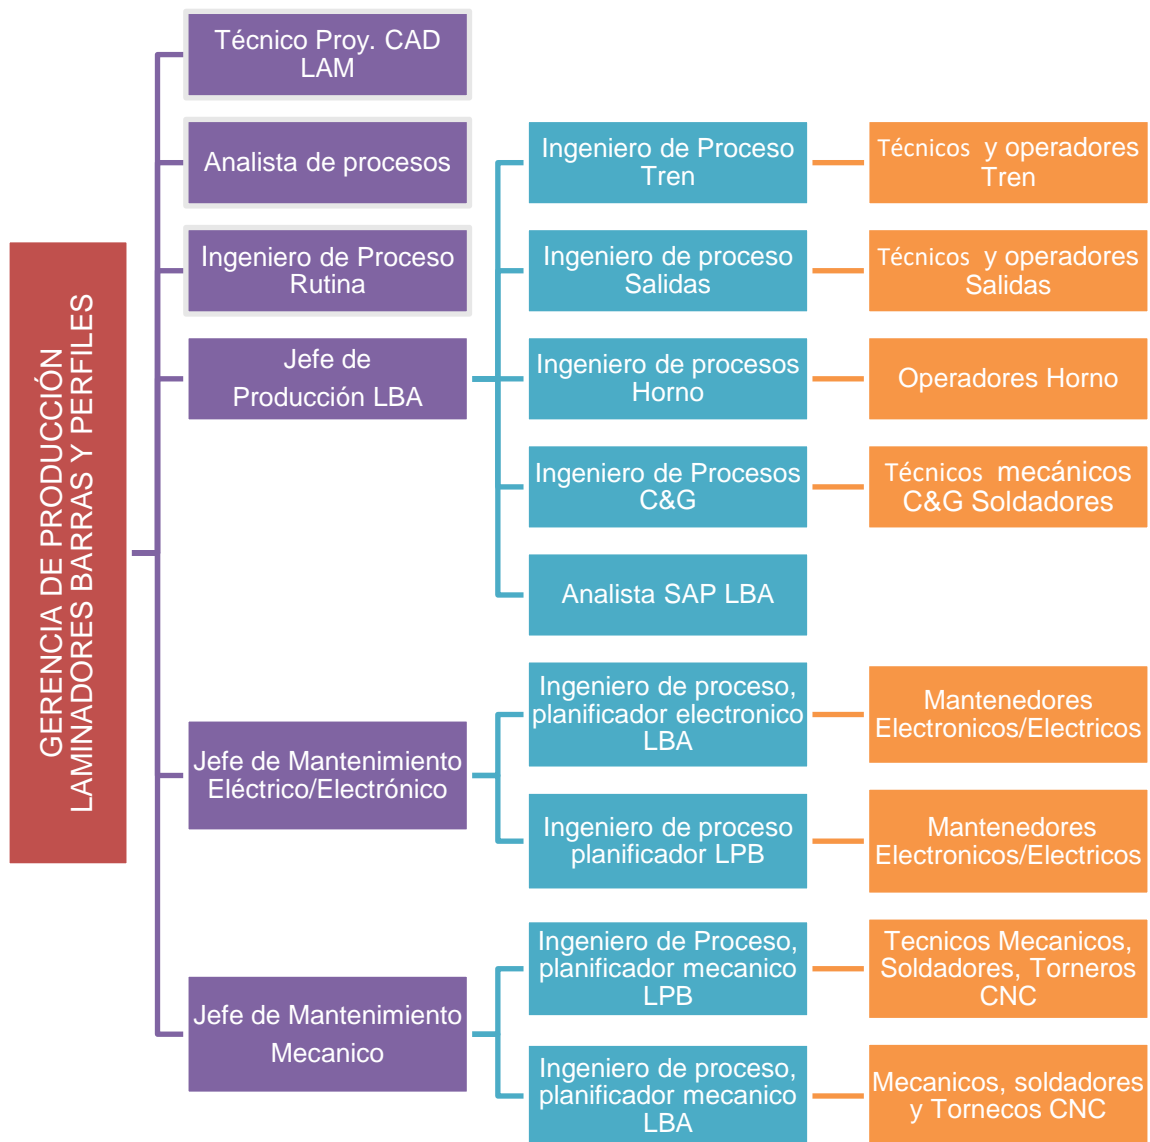 GERENCIA DE PRODUCCIÓN
LAMINADORES BARRAS Y PERFILES
Técnico Proy. CAD
LAM
Analista de procesos
Ingeniero de Proceso
Rutina
Jefe de
Producción LBA
Ingeniero de Proceso
Tren
Técnicos y operadores
Tren
Ingeniero de proceso
Salidas
Técnicos y operadores
Salidas
Ingeniero de procesos
Horno
Operadores Horno
Ingeniero de Procesos
C&G
Técnicos mecánicos
C&G Soldadores
Analista SAP LBA
Jefe de Mantenimiento
Eléctrico/Electrónico
Ingeniero de proceso,
planificador electronico
LBA
Mantenedores
Electronicos/Electricos
Ingeniero de proceso
planificador LPB
Mantenedores
Electronicos/Electricos
Jefe de Mantenimiento
Mecanico
Ingeniero de Proceso,
planificador mecanico
LPB
Tecnicos Mecanicos,
Soldadores, Torneros
CNC
Ingeniero de proceso,
planificador mecanico
LBA
Mecanicos, soldadores
y Tornecos CNC